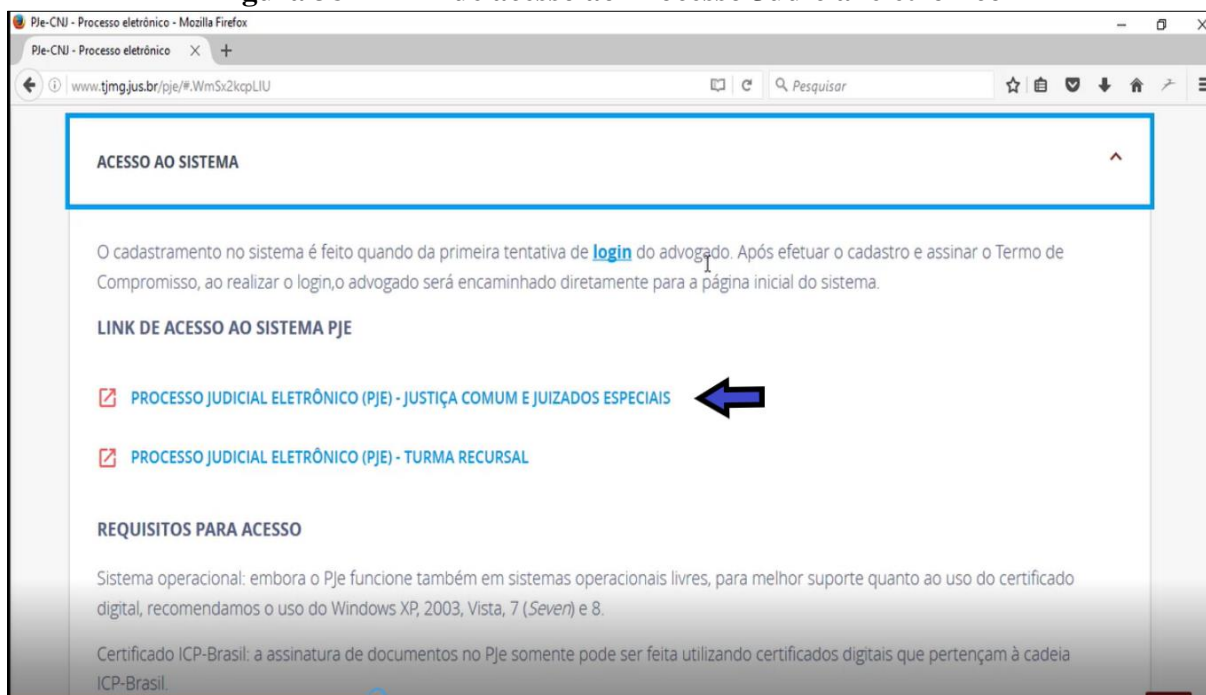 PJe-CNJ - Processo eletrônico - Mozilla Firefox
PJe-CNJ - Processo eletrônico
www.tjmg.jus.br/pje/#.WmSx2kcpLIU
Pesquisar
ACESSO AO SISTEMA
O cadastramento no sistema é feito quando da primeira tentativa de login do advogado. Após efetuar o cadastro e assinar o Termo de
Compromisso, ao realizar o login,o advogado será encaminhado diretamente para a página inicial do sistema.
LINK DE ACESSO AO SISTEMA PJE
PROCESSO JUDICIAL ELETRÔNICO (PJE) - JUSTIÇA COMUM E JUIZADOS ESPECIAIS
PROCESSO JUDICIAL ELETRÔNICO (PJE) - TURMA RECURSAL
REQUISITOS PARA ACESSO
Sistema operacional: embora o PJe funcione também em sistemas operacionais livres, para melhor suporte quanto ao uso do certificado
digital, recomendamos o uso do Windows XP, 2003, Vista, 7 (Seven) e 8.
Certificado ICP-Brasil: a assinatura de documentos no PJe somente pode ser feita utilizando certificados digitais que pertençam à cadeia
ICP-Brasil.